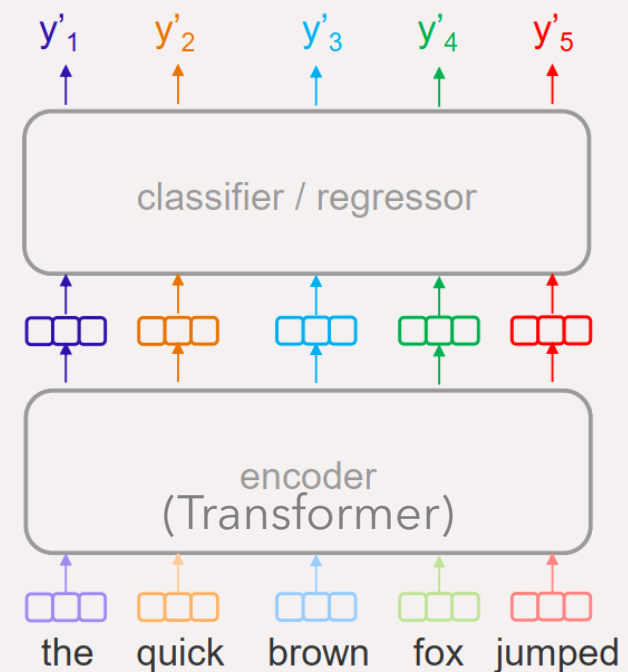 y’1 y’2 y’3 y’4 y’5
classifier / regressor
encoder
(Transformer)
the quick brown fox jumped